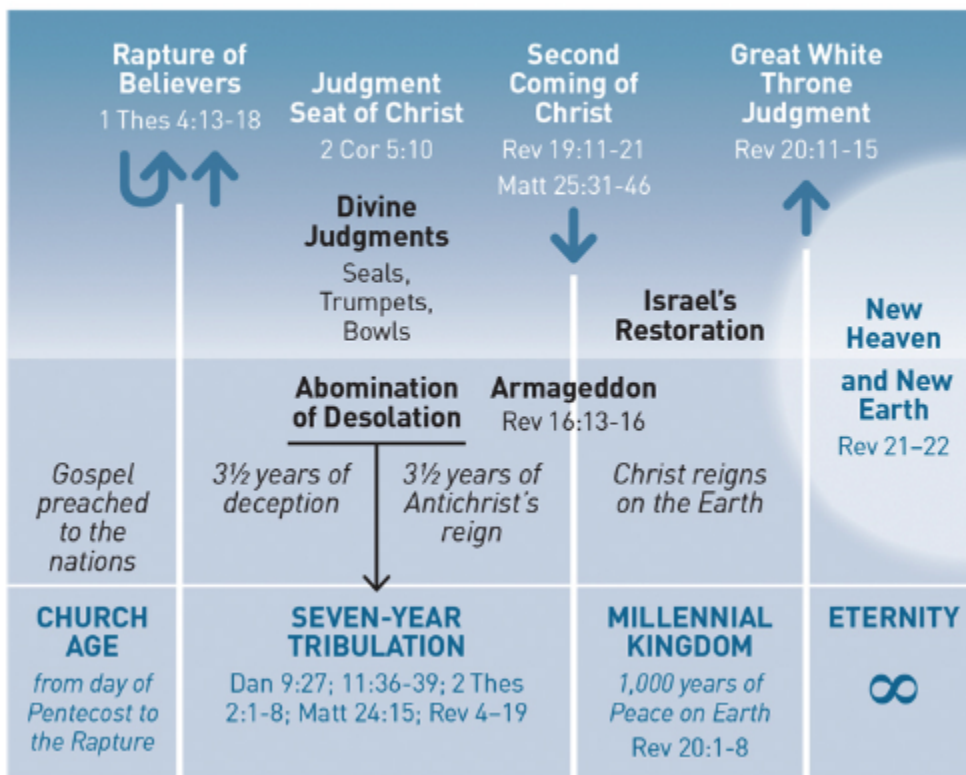 Rapture of
Believers
1 Thes 4:13-18
Judgment
Seat of Christ
2 Cor 5:10
Second
Coming of
Christ
Rev 19:11-21
Matt 25:31-46
Great White
Throne
Judgment
Rev 20:11-15
Divine
Judgments
Seals,
Trumpets,
Bowls
Israel's
Restoration
New
Heaven
and New
Earth
Rev 21–22
Abomination
of Desolation
Armageddon
Rev 16:13-16
Gospel
preached
to the
nations
3½ years of
deception
3½ years of
Antichrist's
reign
Christ reigns
on the Earth
CHURCH
AGE
from day of
Pentecost to
the Rapture
SEVEN-YEAR
TRIBULATION
Dan 9:27; 11:36-39; 2 Thes
2:1-8; Matt 24:15; Rev 4–19
MILLENNIAL
KINGDOM
1,000 years of
Peace on Earth
Rev 20:1-8
ETERNITY
∞